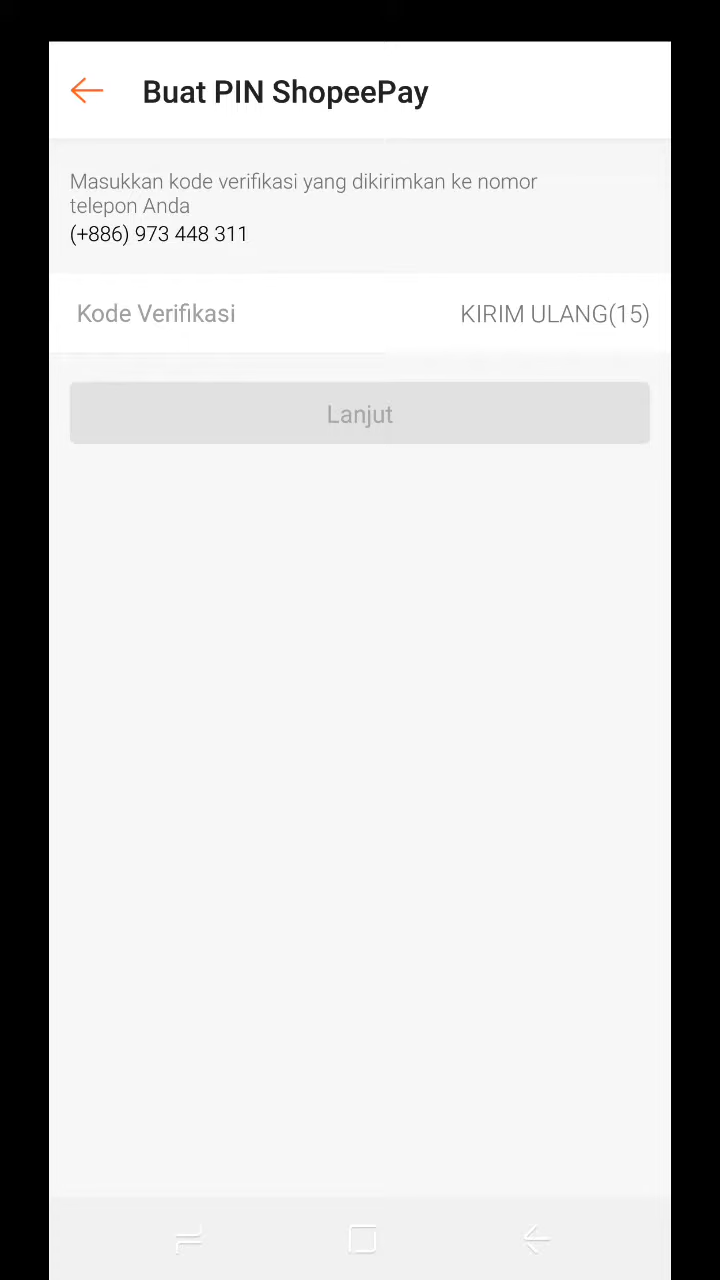 Buat PIN ShopeePay
Masukkan kode verifikasi yang dikirimkan ke nomor
telepon Anda
(+886) 973 448 311
Kode Verifikasi KIRIM ULANG(15)
Lanjut